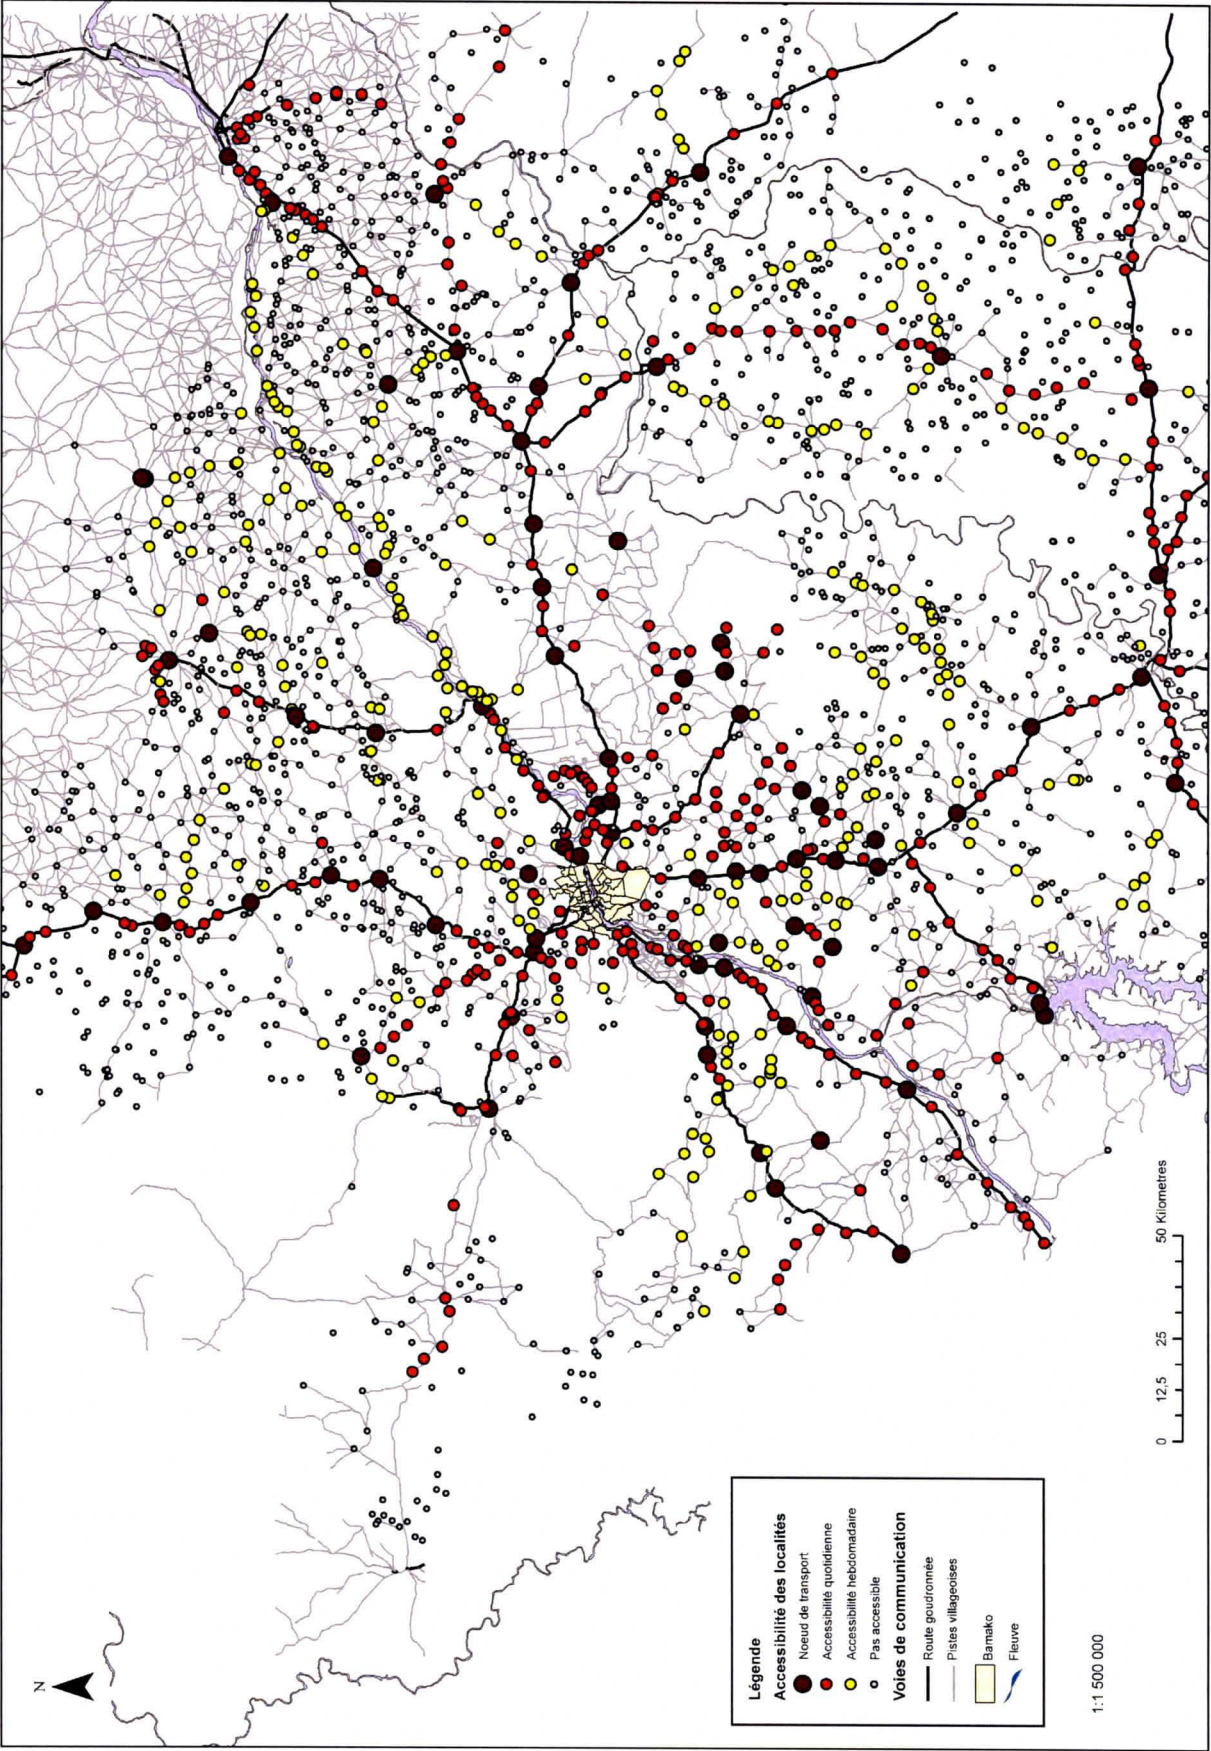 N
Légende
Accessibilité des localités
Noeud de transport
Accessibilité quotidienne
Accessibilité hebdomadaire
Pas accessible
Voies de communication
Route goudronnée
Pistes villageoises
Bamako
Fleuve
1:1 500 000
0 12,5 25 50 Kilometres